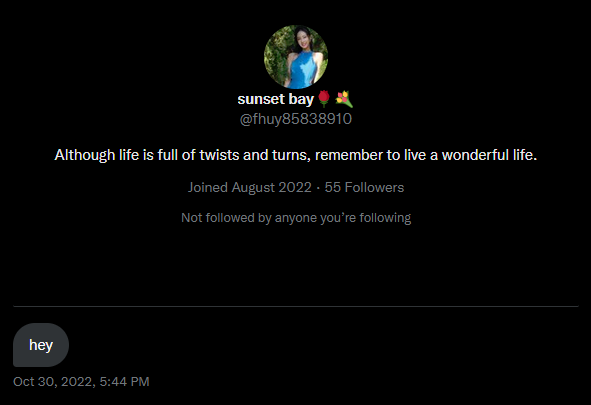 sunset bay🌹💐
@fhuy85838910
Although life is full of twists and turns, remember to live a wonderful life.
Joined August 2022 · 55 Followers
Not followed by anyone you’re following
hey
Oct 30, 2022, 5:44 PM